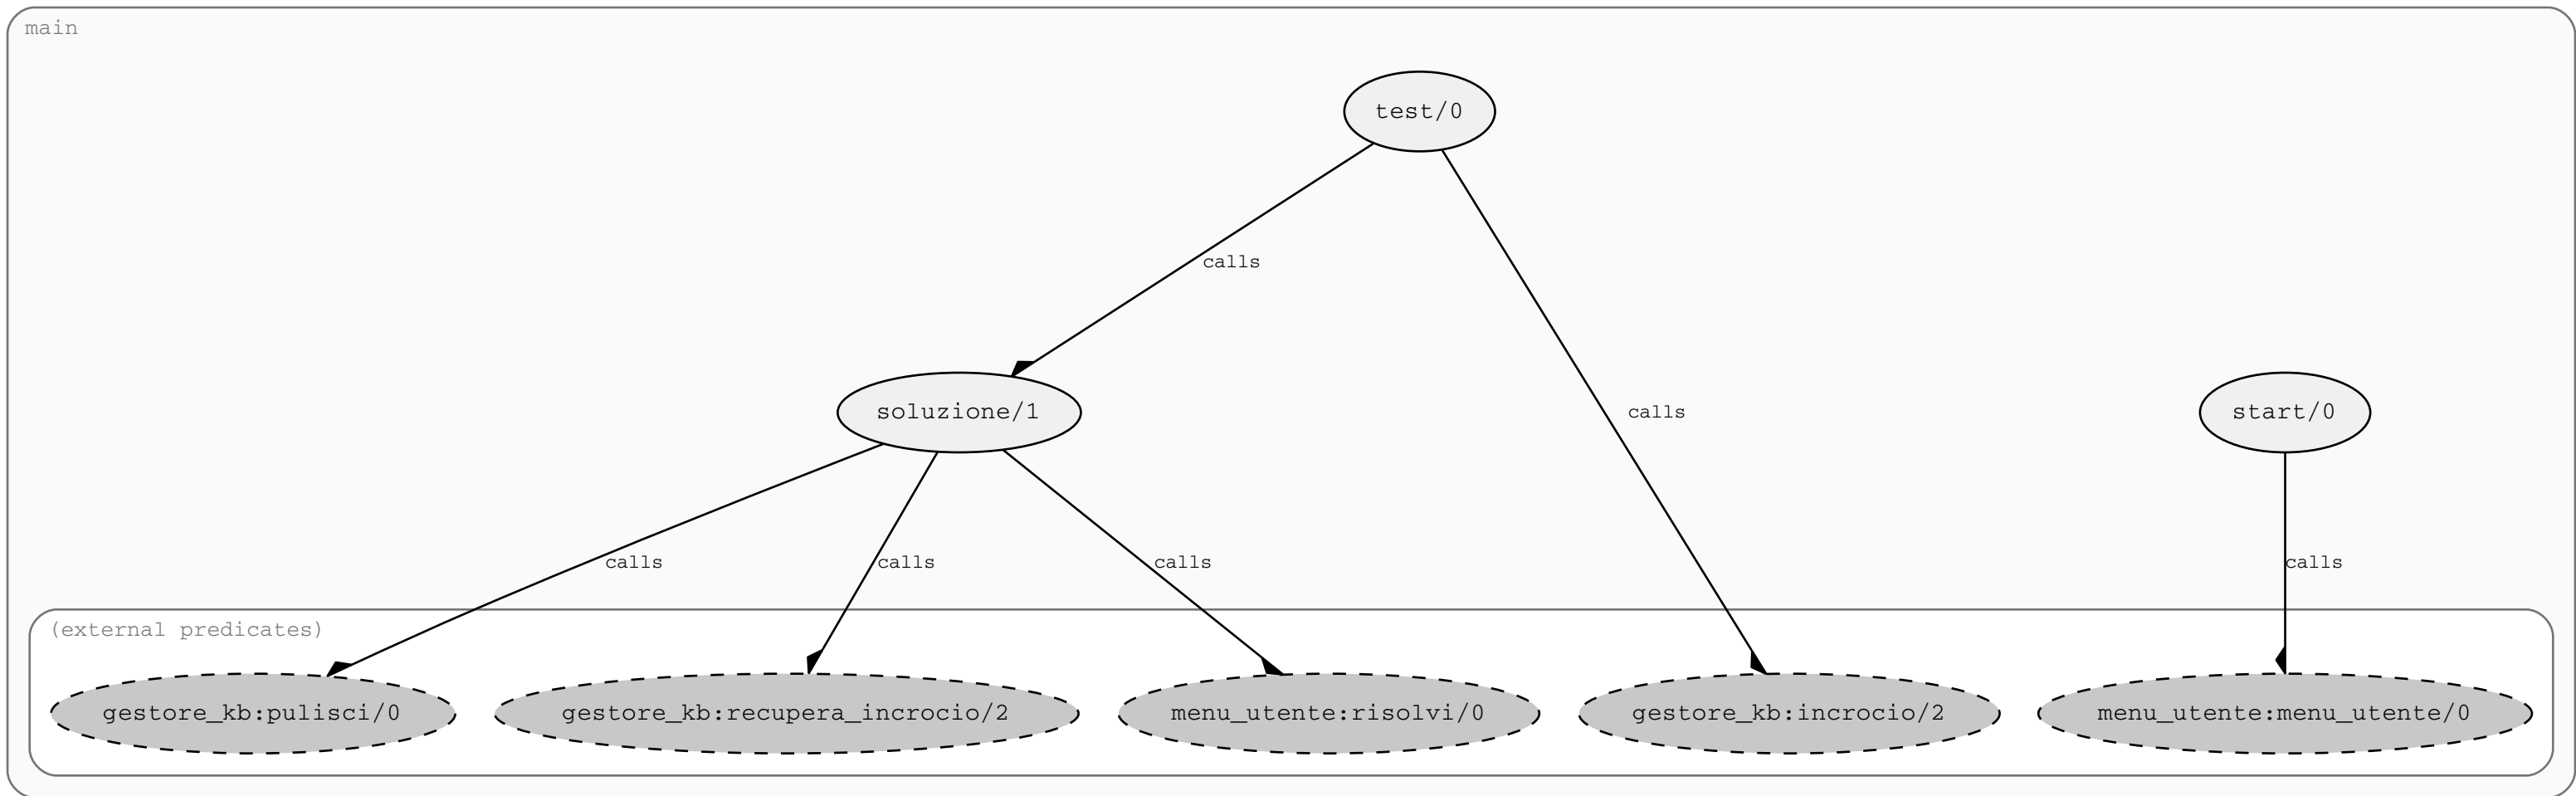 main
test/0
calls
soluzione/1
calls
start/0
calls
calls
calls
calls
(external predicates)
gestore_kb:pulisci/0
gestore_kb:recupera_incrocio/2
menu_utente:risolvi/0
gestore_kb:incrocio/2
menu_utente:menu_utente/0